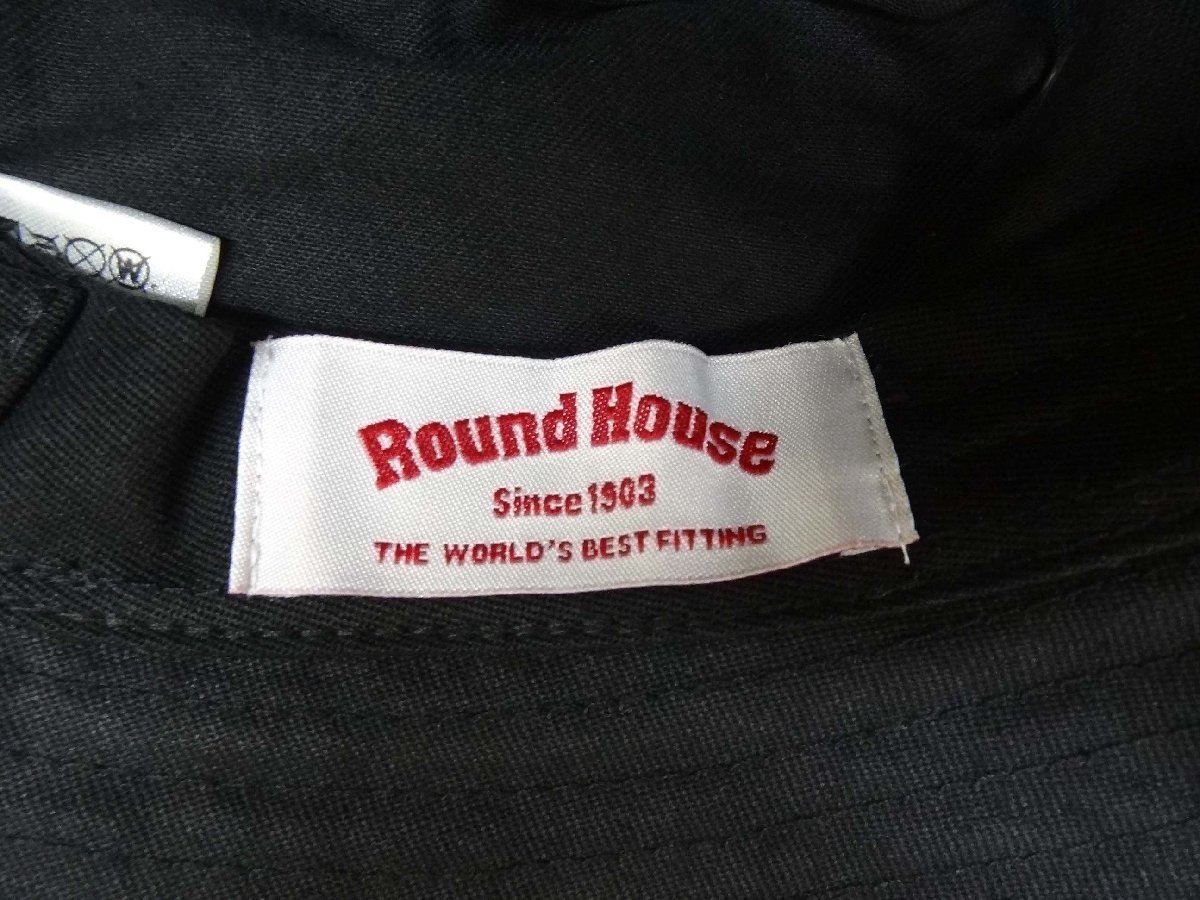 Round House
Since 1903
THE WORLD'S BEST FITTING
W